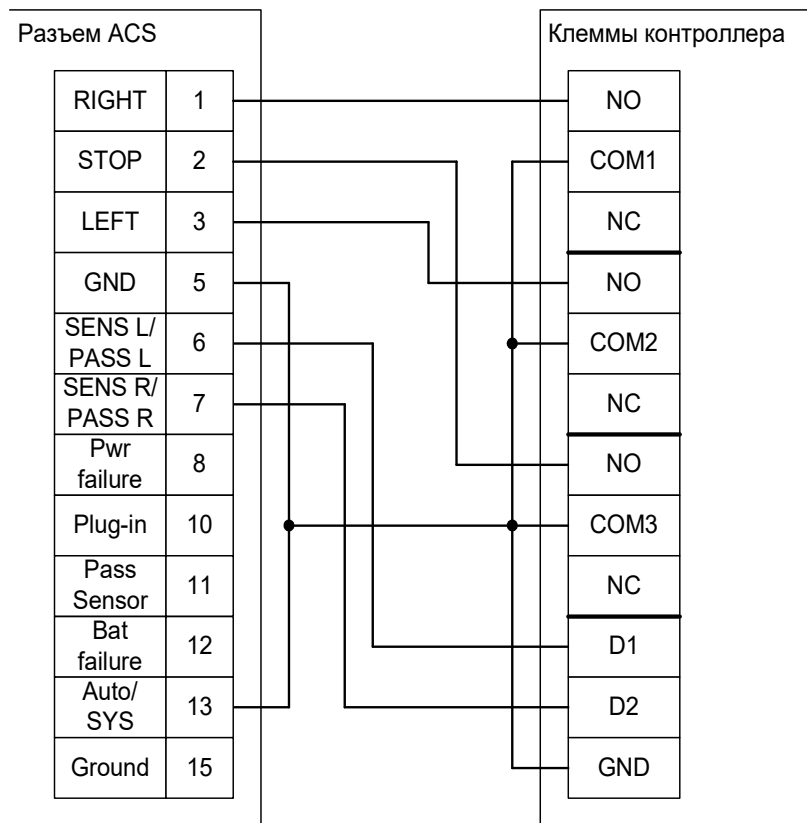 Разъем ACS
Клеммы контроллера
RIGHT 1
STOP 2
LEFT 3
GND 5
SENS L/
PASS L 6
SENS R/
PASS R 7
Pwr
failure 8
Plug-in 10
Pass
Sensor 11
Bat
failure 12
Auto/
SYS 13
Ground 15
NO
COM1
NC
NO
COM2
NC
NO
COM3
NC
D1
D2
GND